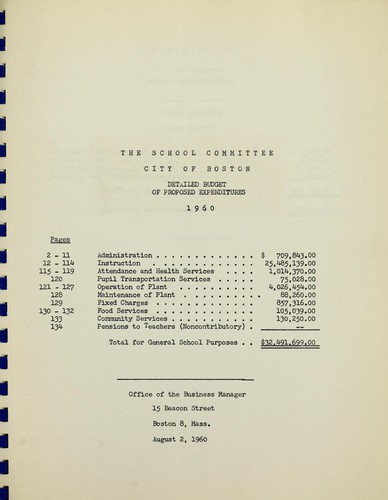 THE SCHOOL COMMITTEE
CITY OF BOSTON
DETAILED BUDGET
OF PROPOSED EXPENDITURES
1960
Pages
2 - 11 Administration . . . . . . . . . . . . . $ 709,843.00
12 - 114 Instruction . . . . . . . . . . . . . 25,485,139.00
115 - 119 Attendance and Health Services . . . . 1,014,370.00
120 Pupil Transportation Services . . . . . 75,028.00
121 - 127 Operation of Plant . . . . . . . . . . 4,026,454.00
128 Maintenance of Plant . . . . . . . . . . 88,260.00
129 Fixed Charges . . . . . . . . . . . . . 857,316.00
130 - 132 Food Services . . . . . . . . . . . . . 105,039.00
133 Community Services . . . . . . . . . . . 130,250.00
134 Pensions to Teachers (Noncontributory) . --
Total for General School Purposes . . $32,491,699.00
Office of the Business Manager
15 Beacon Street
Boston 8, Mass.
August 2, 1960